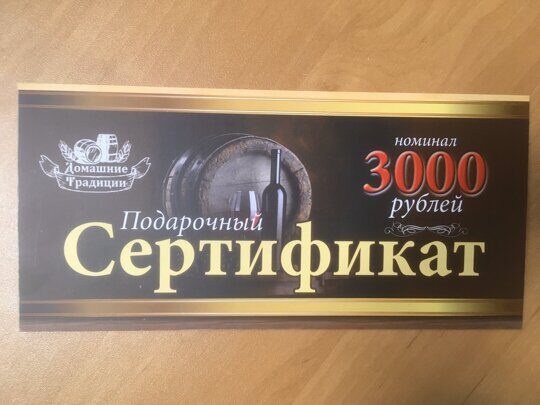 Домашние
Традиции
номинал
3000
рублей
Подарочный
Сертификат